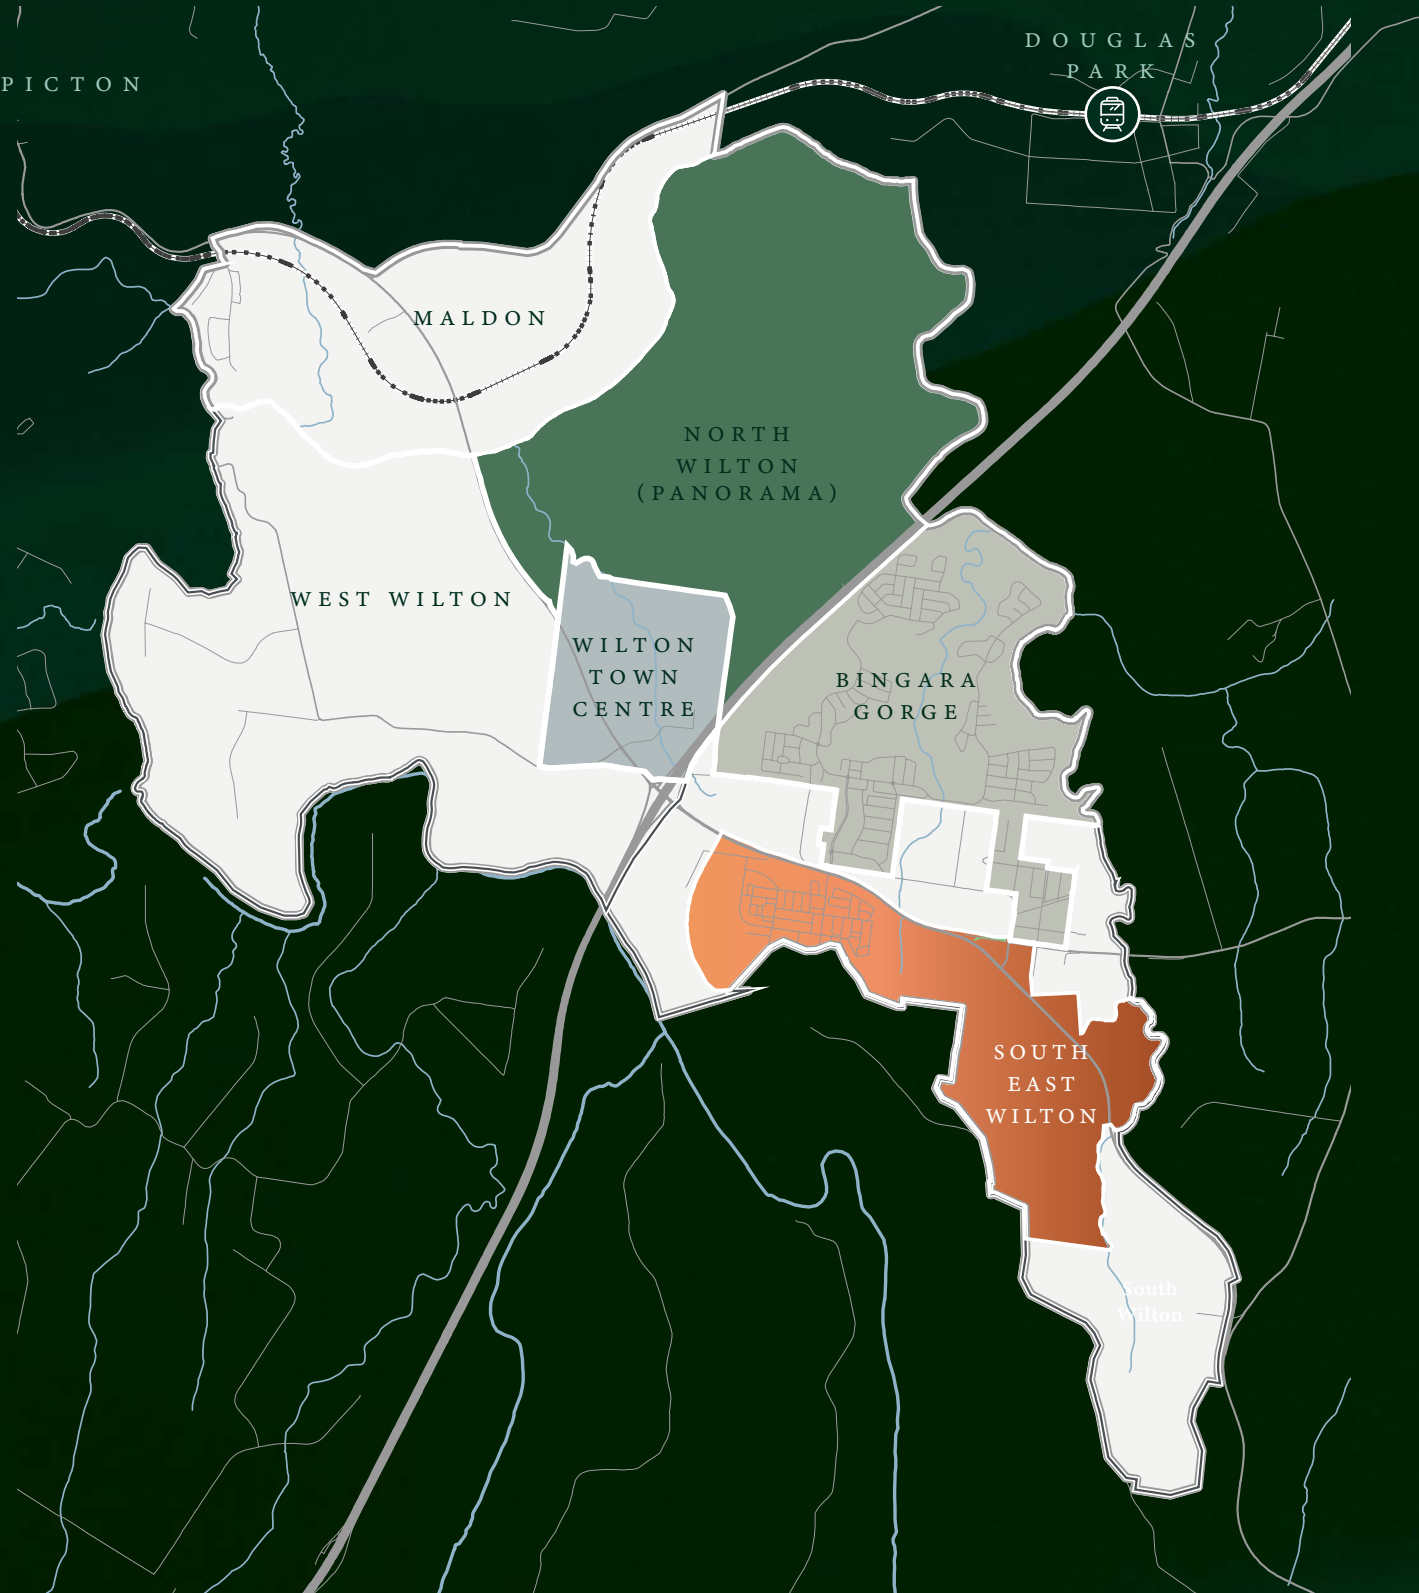 DOUGLAS
PARK
PICTON
MALDON
NORTH
WILTON
(PANORAMA)
WEST WILTON
WILTON
TOWN
CENTRE
BINGARA
GORGE
SOUTH
EAST
WILTON
South
Wilton